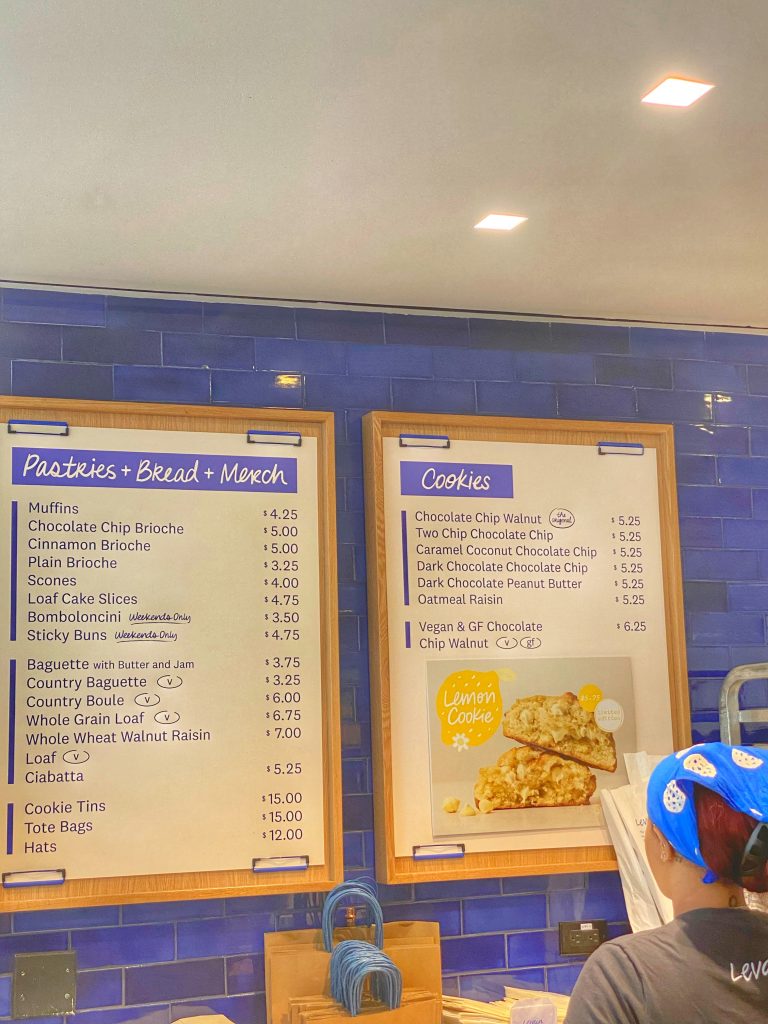 Pastries + Bread + Merch
Muffins $4.25
Chocolate Chip Brioche $5.00
Cinnamon Brioche $5.00
Plain Brioche $3.25
Scones $4.00
Loaf Cake Slices $4.75
Bomboloncini Weekends Only $3.50
Sticky Buns Weekends Only $4.75
Baguette with Butter and Jam $3.75
Country Baguette V $3.25
Country Boule V $6.00
Whole Grain Loaf V $6.75
Whole Wheat Walnut Raisin $7.00
Loaf V
Ciabatta $5.25
Cookie Tins $15.00
Tote Bags $15.00
Hats $12.00
Cookies
Chocolate Chip Walnut the original $5.25
Two Chip Chocolate Chip $5.25
Caramel Coconut Chocolate Chip $5.25
Dark Chocolate Chocolate Chip $5.25
Dark Chocolate Peanut Butter $5.25
Oatmeal Raisin $5.25
Vegan & GF Chocolate $6.25
Chip Walnut V gf
Lemon
Cookie
$5.75
limited
edition
Leva